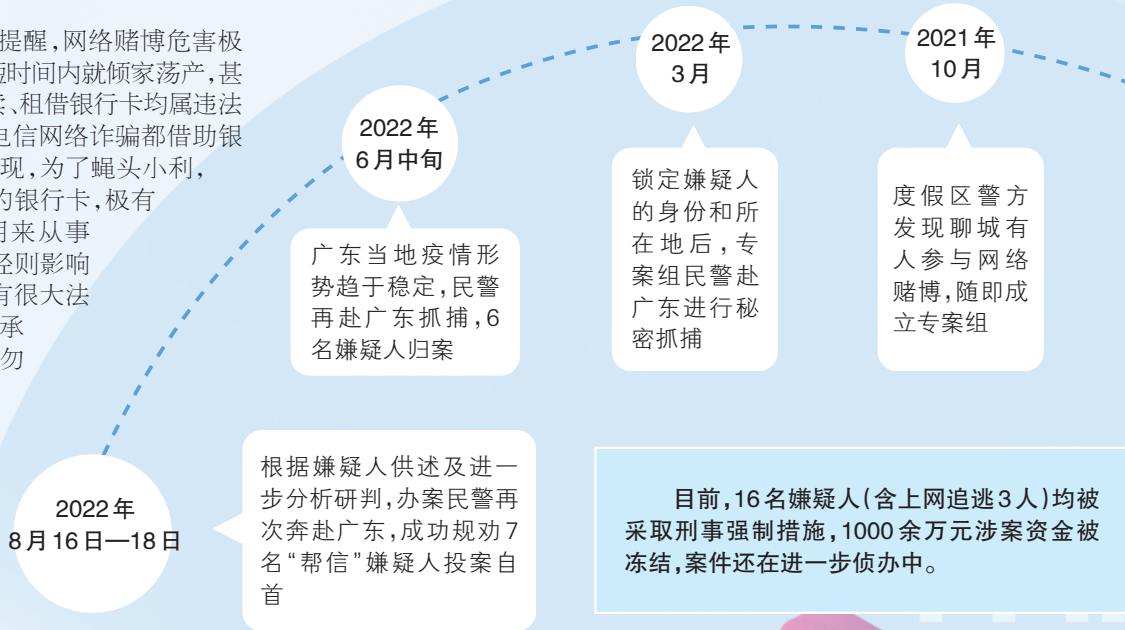 提醒,网络赌博危害极
短时间内就倾家荡产,甚
、租借银行卡均属违法
电信网络诈骗都借助银
现,为了蝇头小利,
的银行卡,极有
用来从事
轻则影响
有很大法
承
勿
2021年
10月
度假区警方
发现聊城有
人参与网络
赌博,随即成
立专案组
2022年
3月
锁定嫌疑人
的身份和所
在地后,专
案组民警赴
广东进行秘
密抓捕
2022年
6月中旬
广东当地疫情形
势趋于稳定,民警
再赴广东抓捕,6
名嫌疑人归案
2022年
8月16日—18日
根据嫌疑人供述及进一
步分析研判,办案民警再
次奔赴广东,成功规劝7
名“帮信”嫌疑人投案自
首
目前,16名嫌疑人(含上网追逃3人)均被
采取刑事强制措施,1000余万元涉案资金被
冻结,案件还在进一步侦办中。